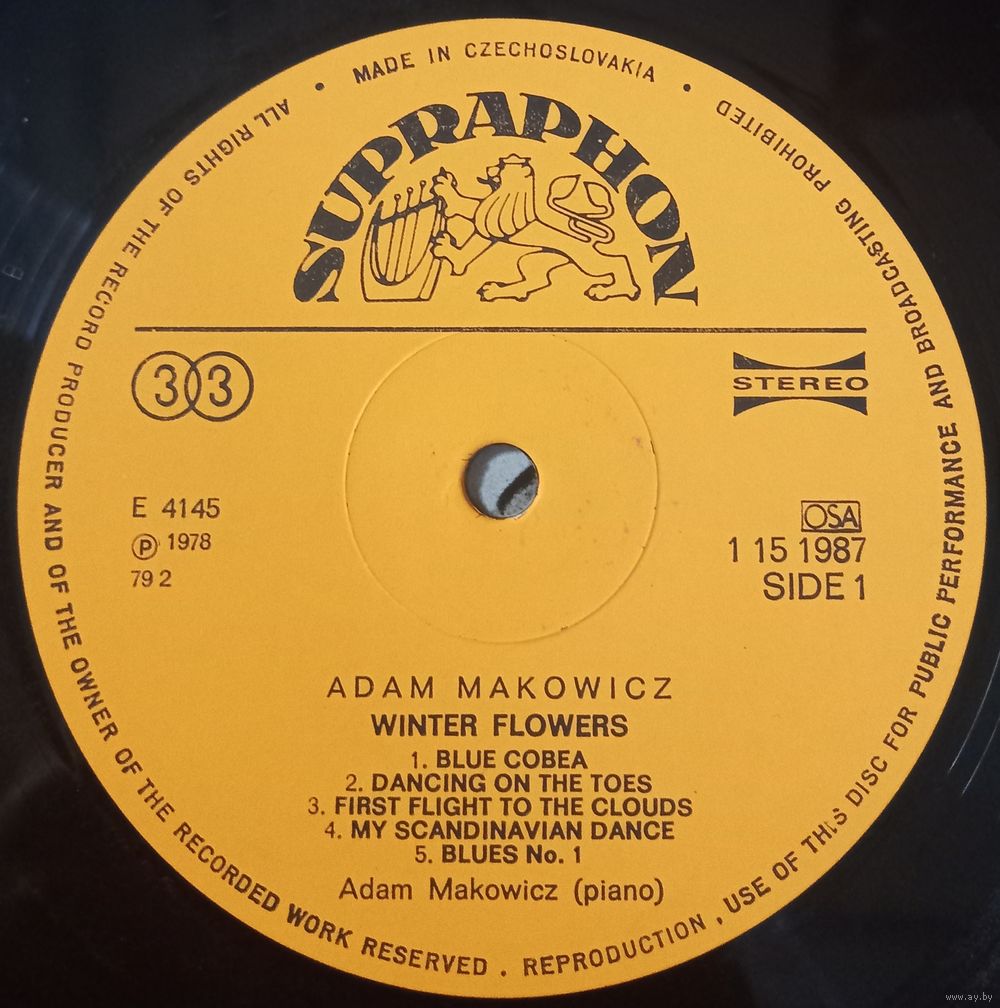 MADE IN CZECHOSLOVAKIA
ALL RIGHTS OF THE RECORD PRODUCER AND OF THE OWNER OF THE RECORDED WORK RESERVED . REPRODUCTION , USE OF THIS DISC FOR PUBLIC PERFORMANCE AND BROADCASTING PROHIBITED
SUPRAPHON
33
STEREO
E 4145
℗ 1978
79 2
OSA
1 15 1987
SIDE 1
ADAM MAKOWICZ
WINTER FLOWERS
1. BLUE COBEA
2. DANCING ON THE TOES
3. FIRST FLIGHT TO THE CLOUDS
4. MY SCANDINAVIAN DANCE
5. BLUES No. 1
Adam Makowicz (piano)
www.ay.by